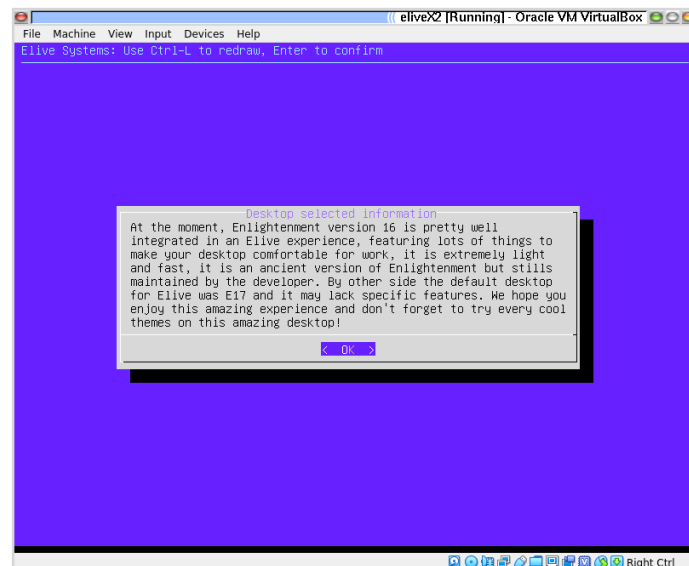 eliveX2 [Running] - Oracle VM VirtualBox
File Machine View Input Devices Help
Elive Systems: Use Ctrl-L to redraw, Enter to confirm
Desktop selected information
At the moment, Enlightenment version 16 is pretty well
integrated in an Elive experience, featuring lots of things to
make your desktop comfortable for work, it is extremely light
and fast, it is an ancient version of Enlightenment but stills
maintained by the developer. By other side the default desktop
for Elive was E17 and it may lack specific features. We hope you
enjoy this amazing experience and don't forget to try every cool
themes on this amazing desktop!
< OK >
Right Ctrl